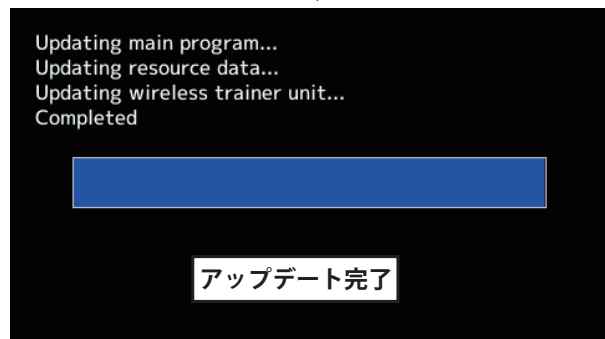 Updating main program...
Updating resource data...
Updating wireless trainer unit...
Completed
アップデート完了